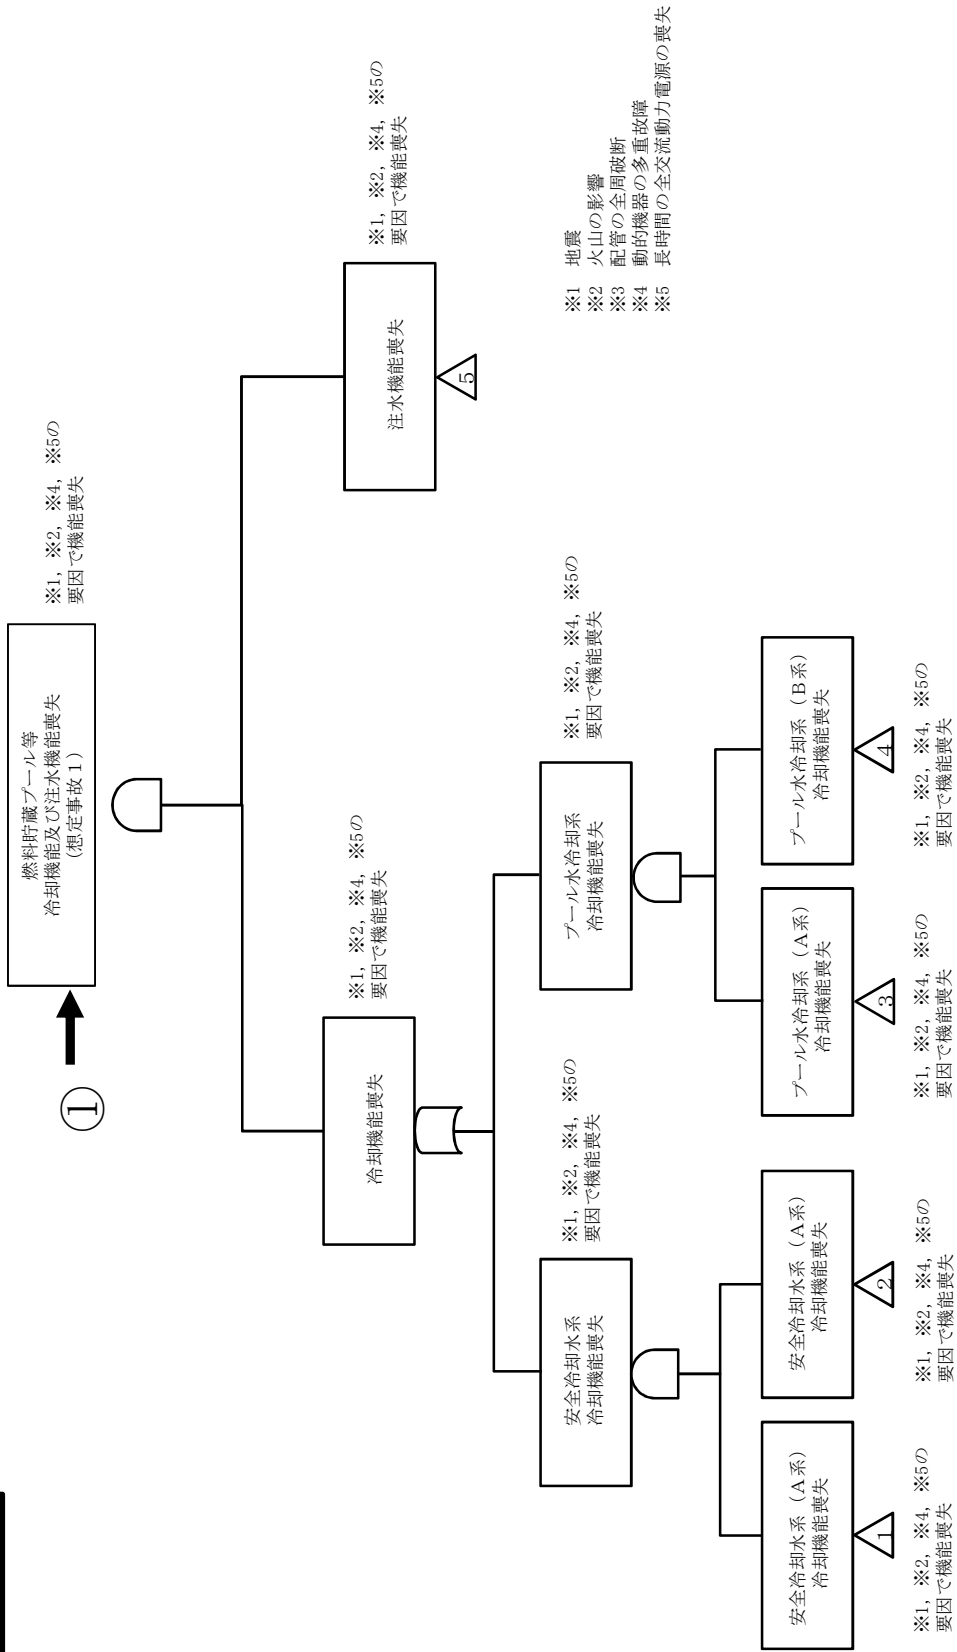 ①
燃料貯蔵プール等
冷却機能及び注水機能喪失
(想定事故１)
※1, ※2, ※4, ※5の
要因で機能喪失
冷却機能喪失
※1, ※2, ※4, ※5の
要因で機能喪失
注水機能喪失
5
※1, ※2, ※4, ※5の
要因で機能喪失
安全冷却水系
冷却機能喪失
※1, ※2, ※4, ※5の
要因で機能喪失
プール水冷却系
冷却機能喪失
※1, ※2, ※4, ※5の
要因で機能喪失
※1 地震
※2 火山の影響
※3 配管の全周破断
※4 動的機器の多重故障
※5 長時間の全交流動力電源の喪失
安全冷却水系（Ａ系）
冷却機能喪失
1
※1, ※2, ※4, ※5の
要因で機能喪失
安全冷却水系（Ａ系）
冷却機能喪失
2
※1, ※2, ※4, ※5の
要因で機能喪失
プール水冷却系（Ａ系）
冷却機能喪失
3
※1, ※2, ※4, ※5の
要因で機能喪失
プール水冷却系（Ｂ系）
冷却機能喪失
4
※1, ※2, ※4, ※5の
要因で機能喪失